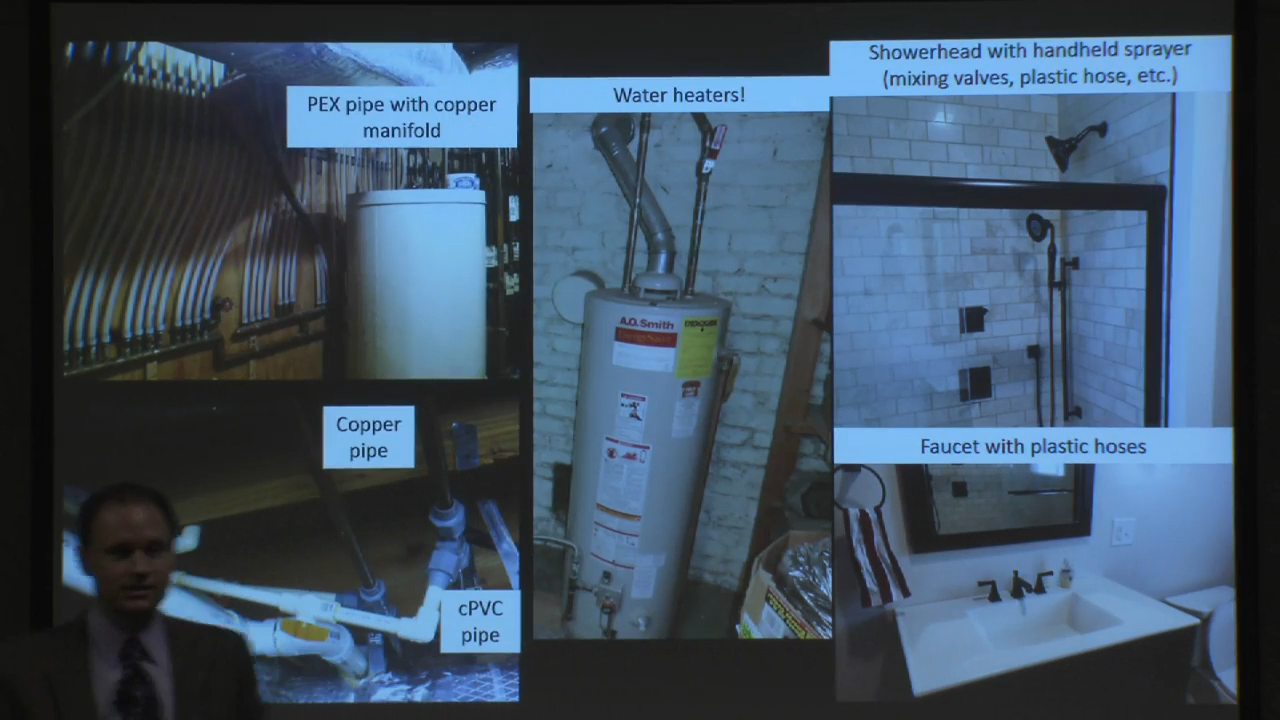 PEX pipe with copper
manifold
Water heaters!
Showerhead with handheld sprayer
(mixing valves, plastic hose, etc.)
A.O.Smith
Copper
pipe
cPVC
pipe
Faucet with plastic hoses